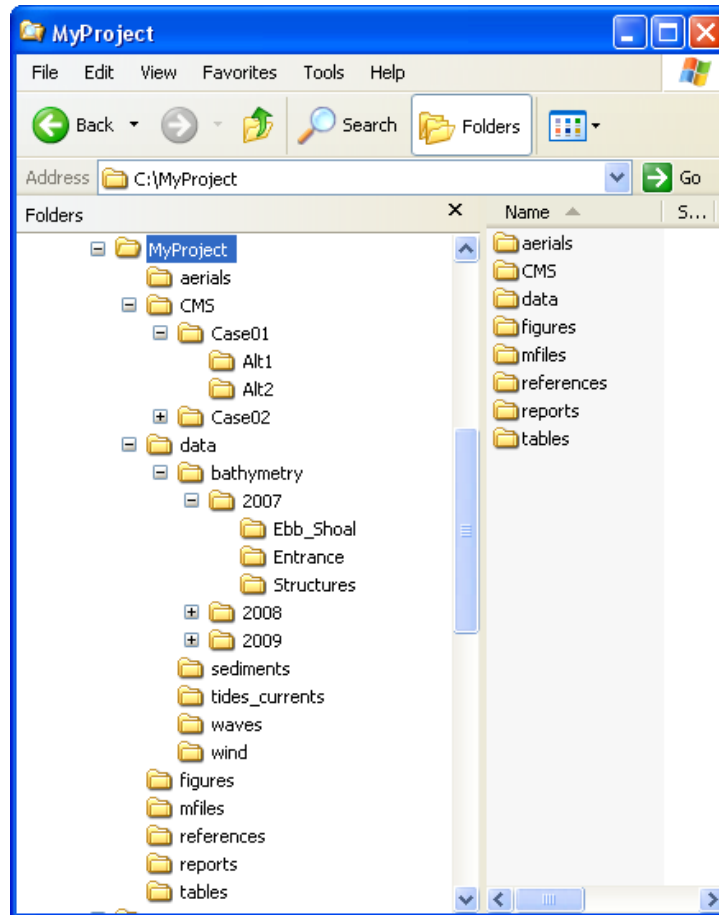 MyProject
File Edit View Favorites Tools Help
Back Search Folders
Address C:\MyProject Go
Folders Name S...
MyProject
aerials
CMS
Case01
Alt1
Alt2
Case02
data
bathymetry
2007
Ebb_Shoal
Entrance
Structures
2008
2009
sediments
tides_currents
waves
wind
figures
mfiles
references
reports
tables
aerials
CMS
data
figures
mfiles
references
reports
tables